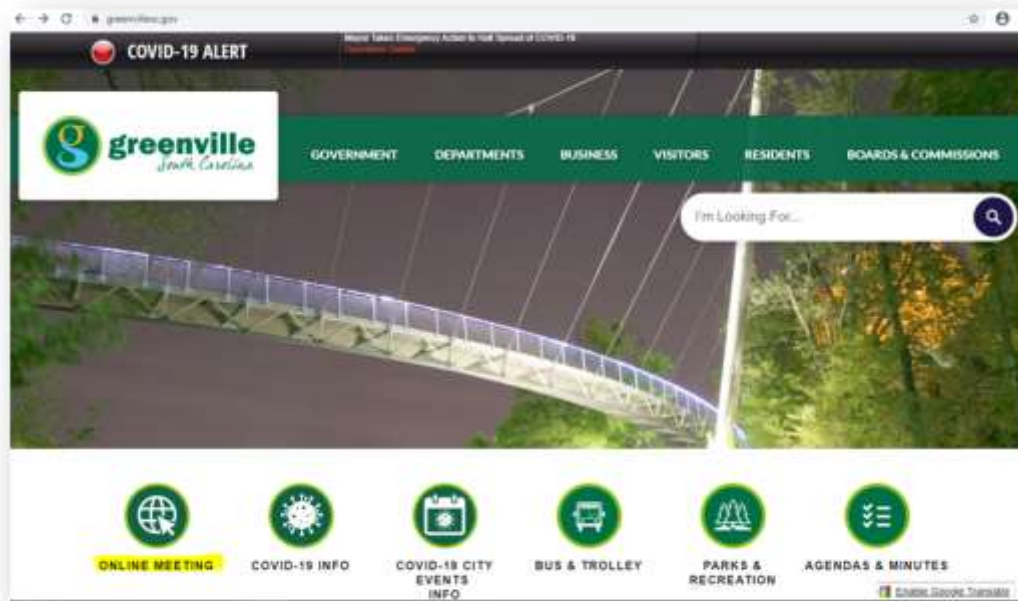 greenvillesc.gov
COVID-19 ALERT
Mayor Takes Emergency Action to Halt Spread of COVID-19
g greenville
South Carolina
GOVERNMENT DEPARTMENTS BUSINESS VISITORS RESIDENTS BOARDS & COMMISSIONS
I'm Looking For...
ONLINE MEETING
COVID-19 INFO
COVID-19 CITY
EVENTS
INFO
BUS & TROLLEY
PARKS &
RECREATION
AGENDAS & MINUTES
Enable Google Translate